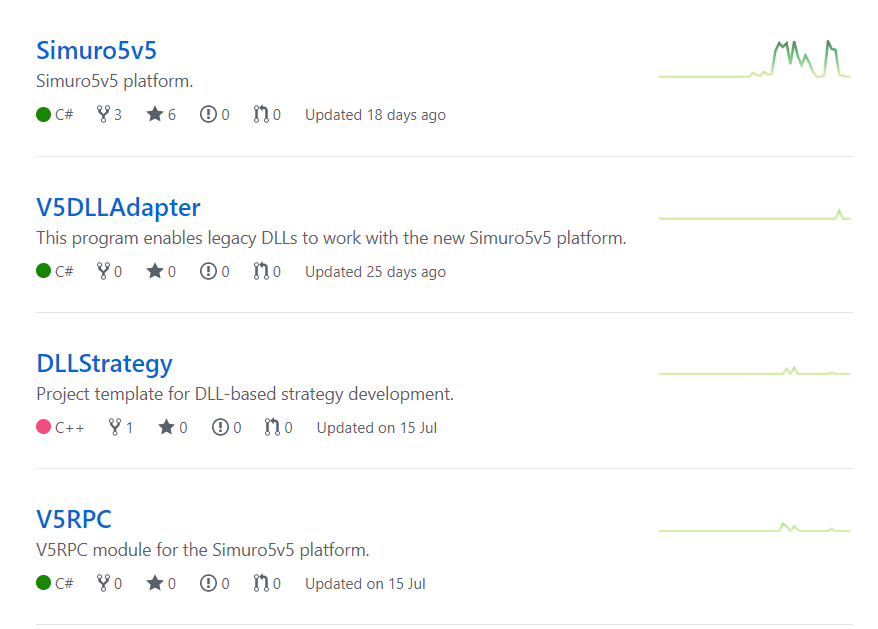 Simuro5v5
Simuro5v5 platform.
C# 3 6 0 0 Updated 18 days ago
V5DLLAdapter
This program enables legacy DLLs to work with the new Simuro5v5 platform.
C# 0 0 0 0 Updated 25 days ago
DLLStrategy
Project template for DLL-based strategy development.
C++ 1 0 0 0 Updated on 15 Jul
V5RPC
V5RPC module for the Simuro5v5 platform.
C# 0 0 0 0 Updated on 15 Jul